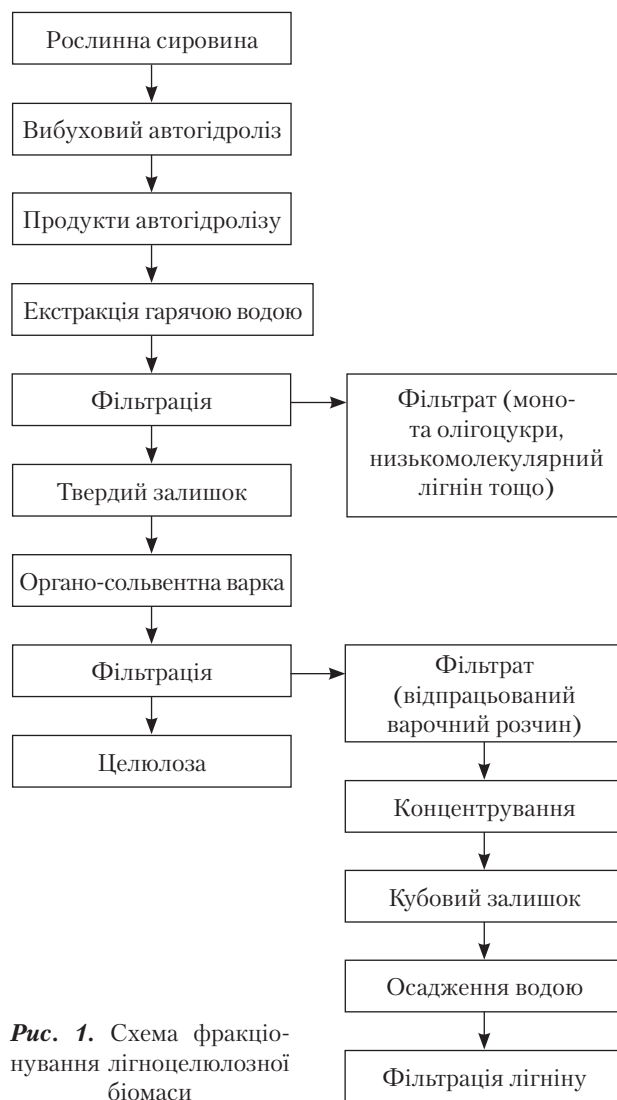 Рослинна сировина
Вибуховий автогідроліз
Продукти автогідролізу
Екстракція гарячою водою
Фільтрація
Фільтрат (моно-
та олігоцукри,
низькомолекулярний
лігнін тощо)
Твердий залишок
Органо-сольвентна варка
Фільтрація
Фільтрат
(відпрацьований
варочний розчин)
Целюлоза
Концентрування
Кубовий залишок
Осадження водою
Фільтрація лігніну
Рис. 1. Схема фракціо-
нування лігноцелюлозної
біомаси